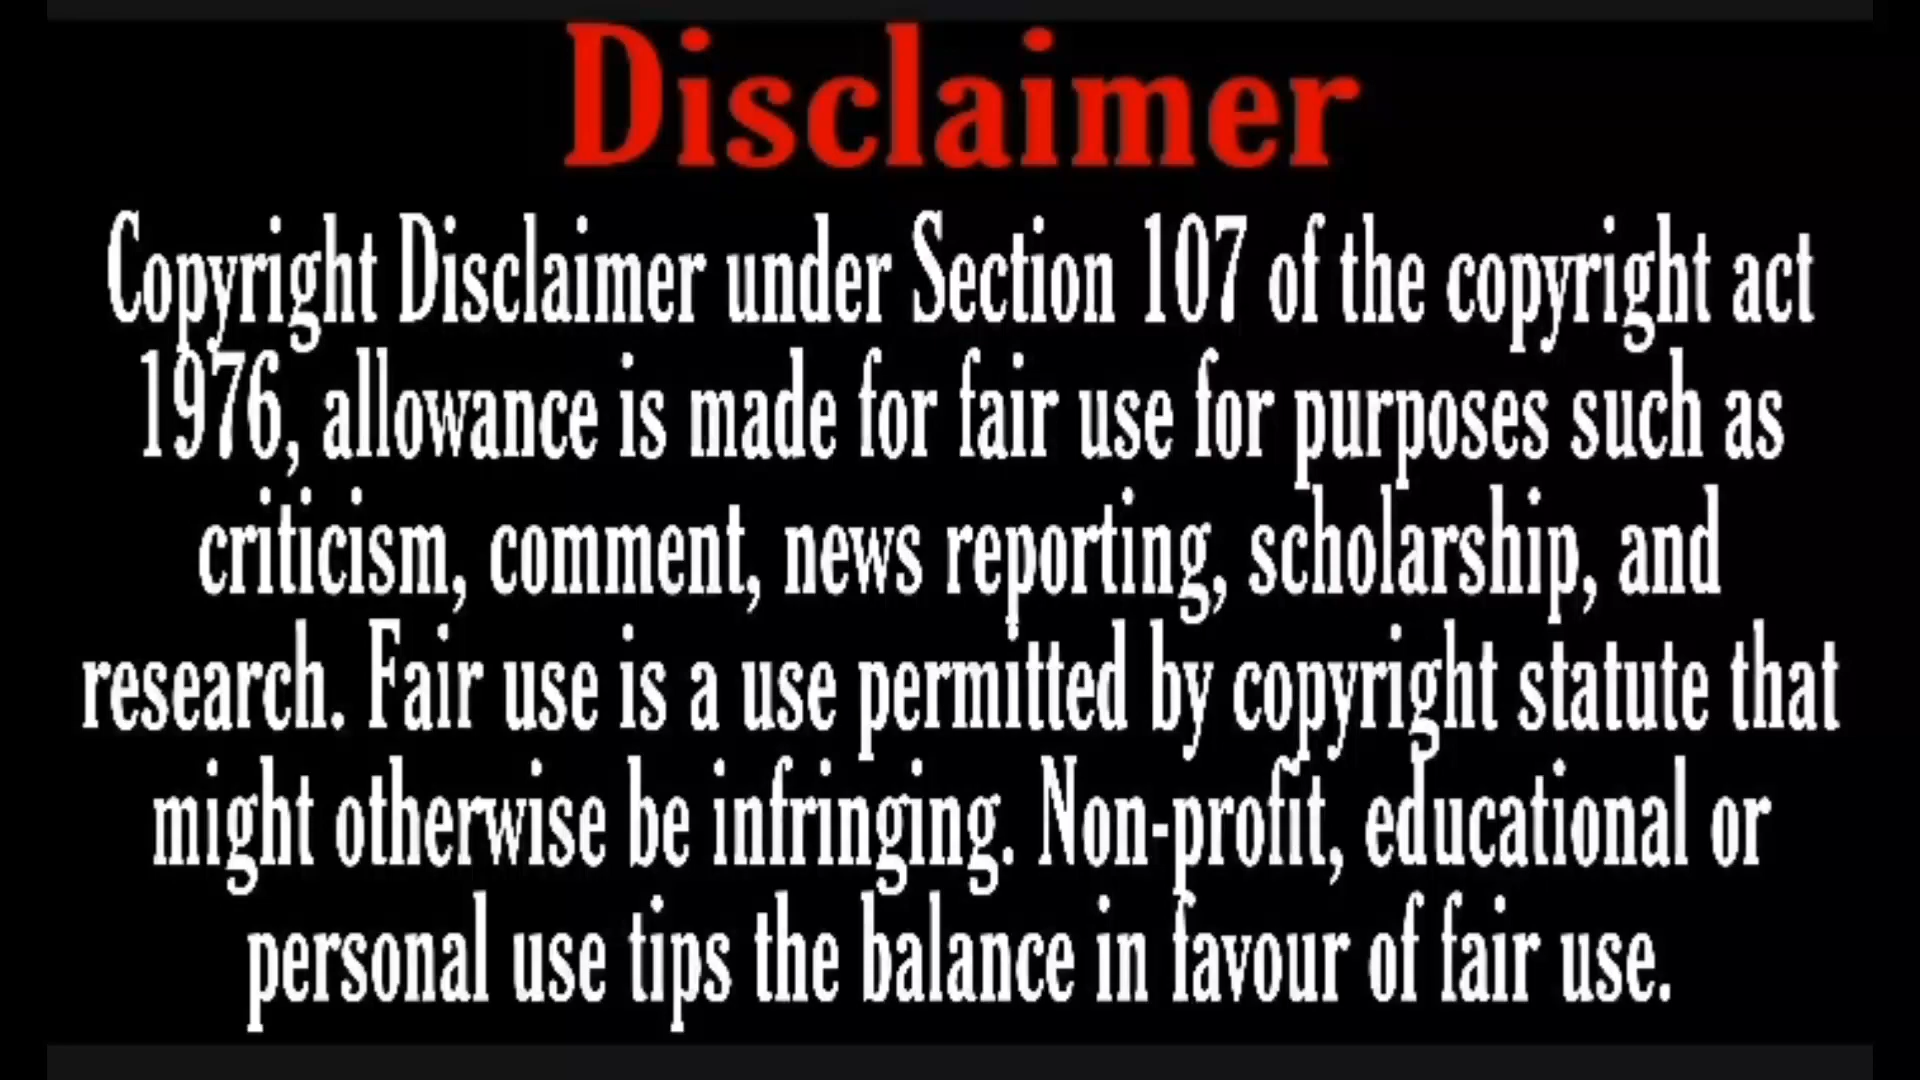 Disclaimer
Copyright Disclaimer under Section 107 of the copyright act
1976, allowance is made for fair use for purposes such as
criticism, comment, news reporting, scholarship, and
research. Fair use is a use permitted by copyright statute that
might otherwise be infringing. Non-profit, educational or
personal use tips the balance in favour of fair use.